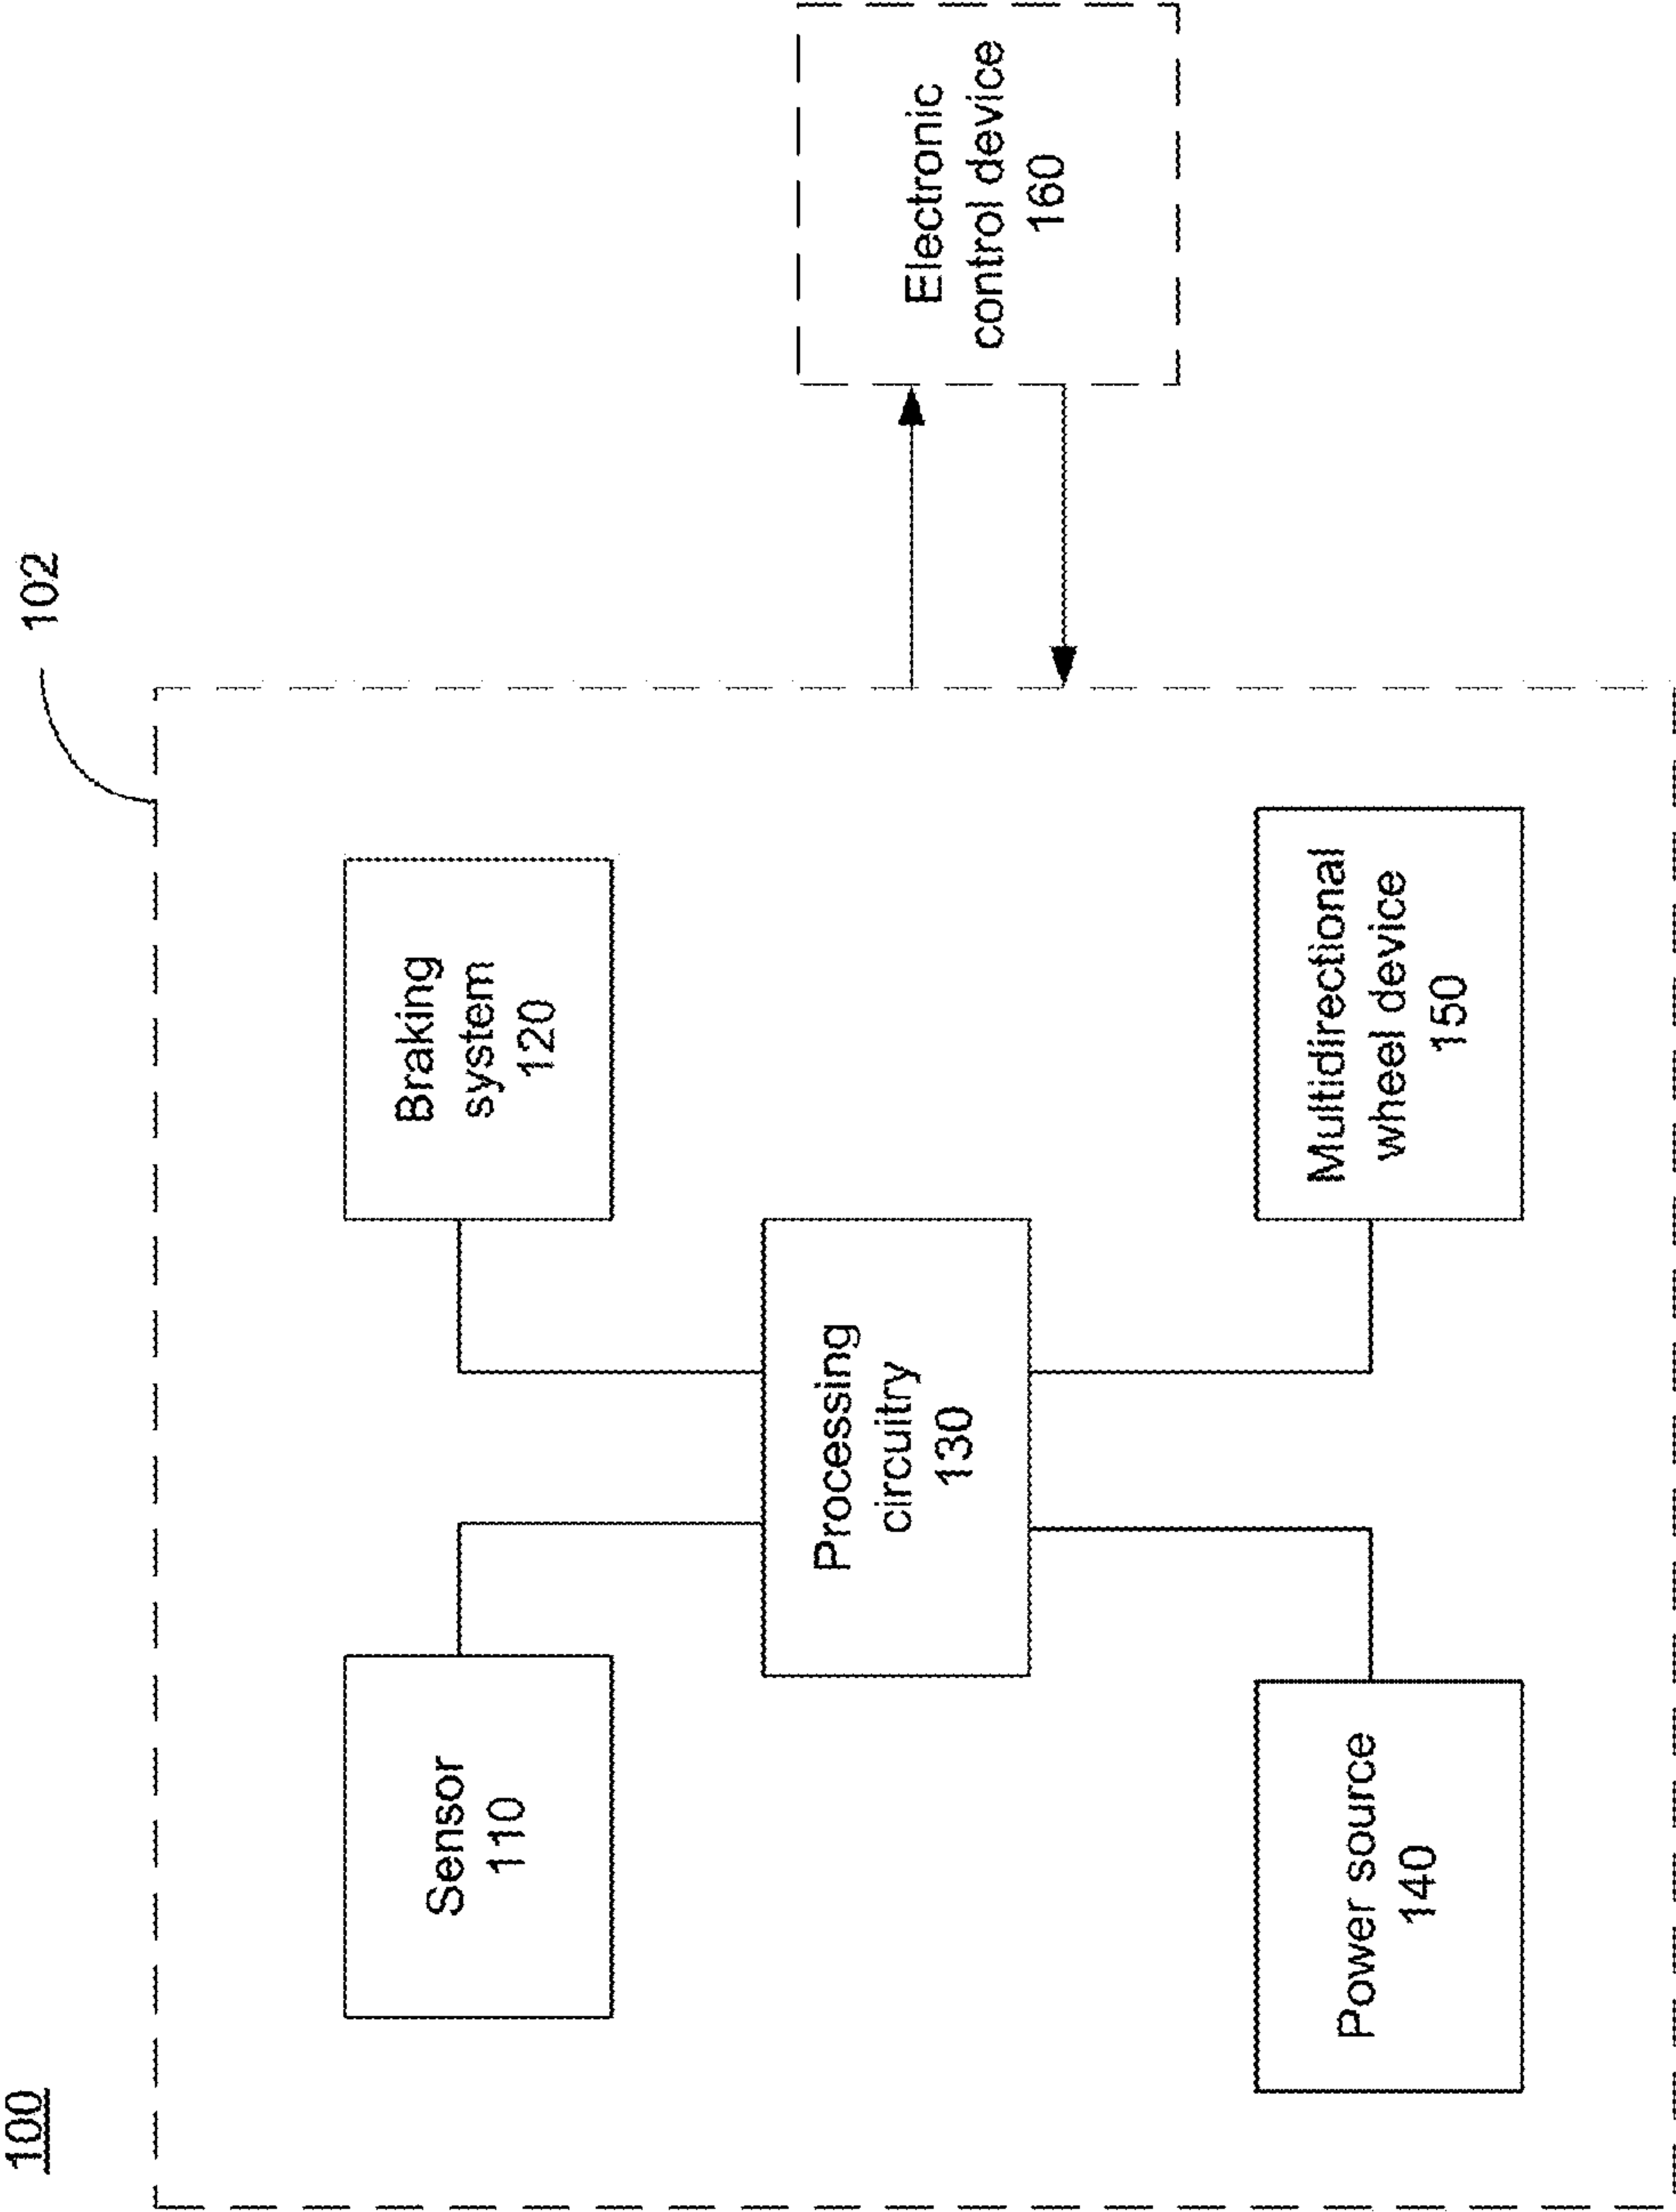 100
102
Sensor
110
Braking
system
120
Processing
circuitry
130
Power source
140
Multidirectional
wheel device
150
Electronic
control device
160